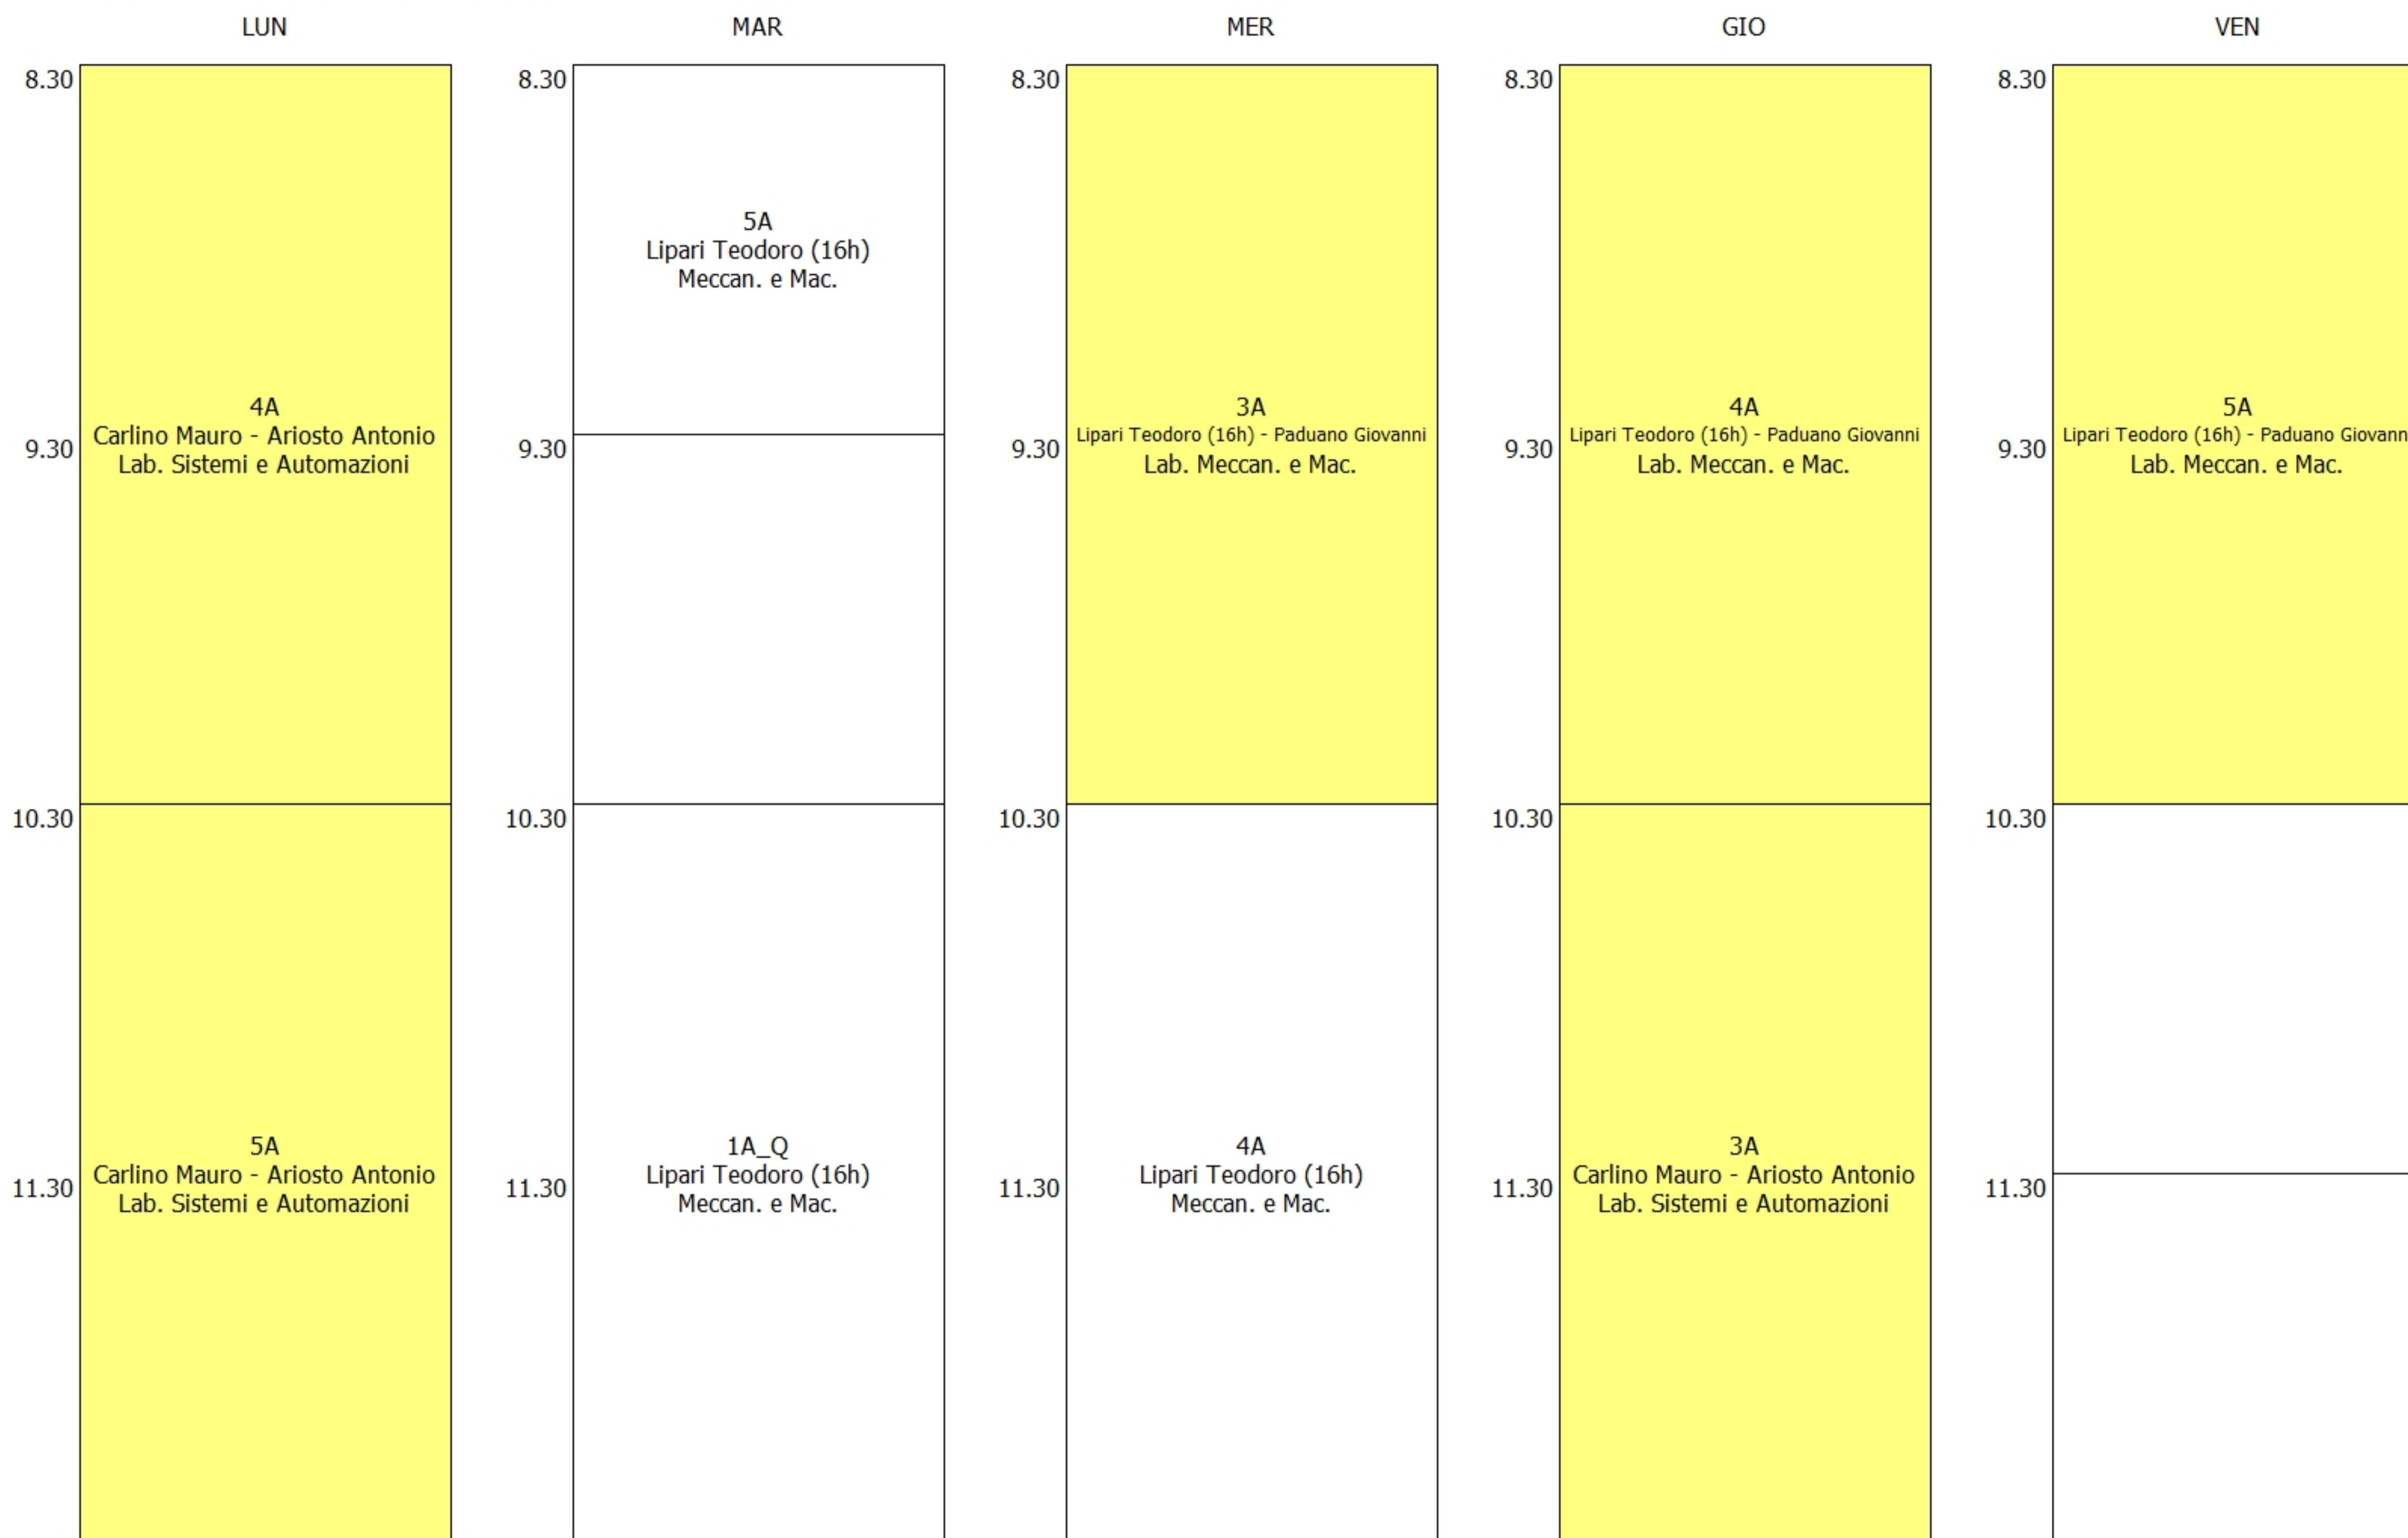 LUN
MAR
MER
GIO
VEN
8.30
8.30
8.30
8.30
8.30
5A
Lipari Teodoro (16h)
Meccan. e Mac.
4A
Carlino Mauro - Ariosto Antonio
Lab. Sistemi e Automazioni
3A
Lipari Teodoro (16h) - Paduano Giovanni
Lab. Meccan. e Mac.
4A
Lipari Teodoro (16h) - Paduano Giovanni
Lab. Meccan. e Mac.
5A
Lipari Teodoro (16h) - Paduano Giovann
Lab. Meccan. e Mac.
9.30
9.30
9.30
9.30
9.30
10.30
10.30
10.30
10.30
10.30
5A
Carlino Mauro - Ariosto Antonio
Lab. Sistemi e Automazioni
1A_Q
Lipari Teodoro (16h)
Meccan. e Mac.
4A
Lipari Teodoro (16h)
Meccan. e Mac.
3A
Carlino Mauro - Ariosto Antonio
Lab. Sistemi e Automazioni
11.30
11.30
11.30
11.30
11.30